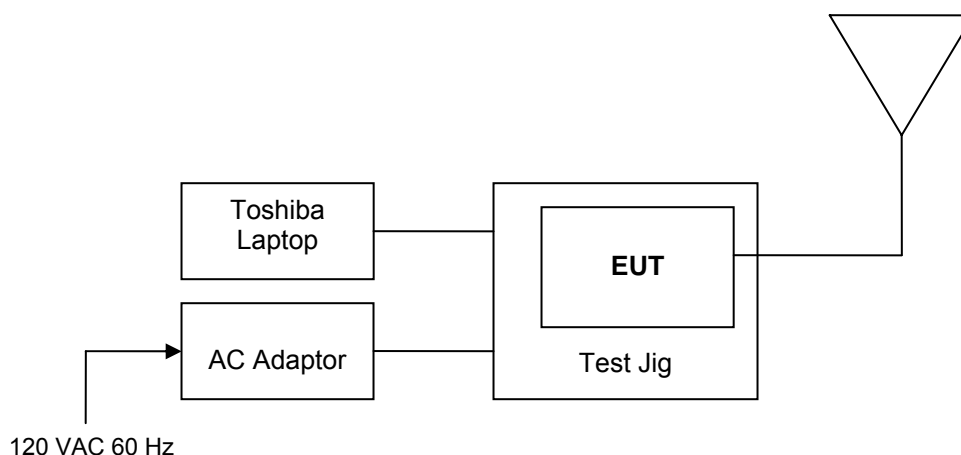 Toshiba
Laptop
EUT
AC Adaptor
Test Jig
120 VAC 60 Hz